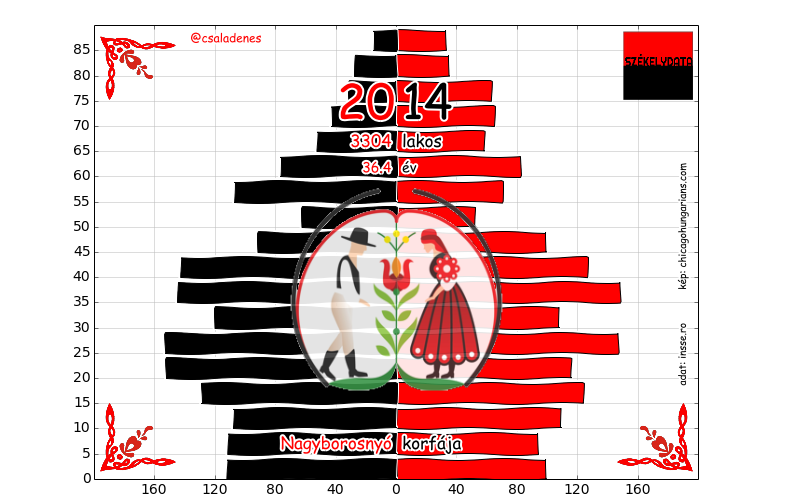 @csaladenes
SZÉKELYDATA
2014
3304 lakos
36.4 év
kép: chicagohungarians.com
adat: insse.ro
Nagyborosnyó korfája
85
80
75
70
65
60
55
50
45
40
35
30
25
20
15
10
5
0
160 120 80 40 0 40 80 120 160